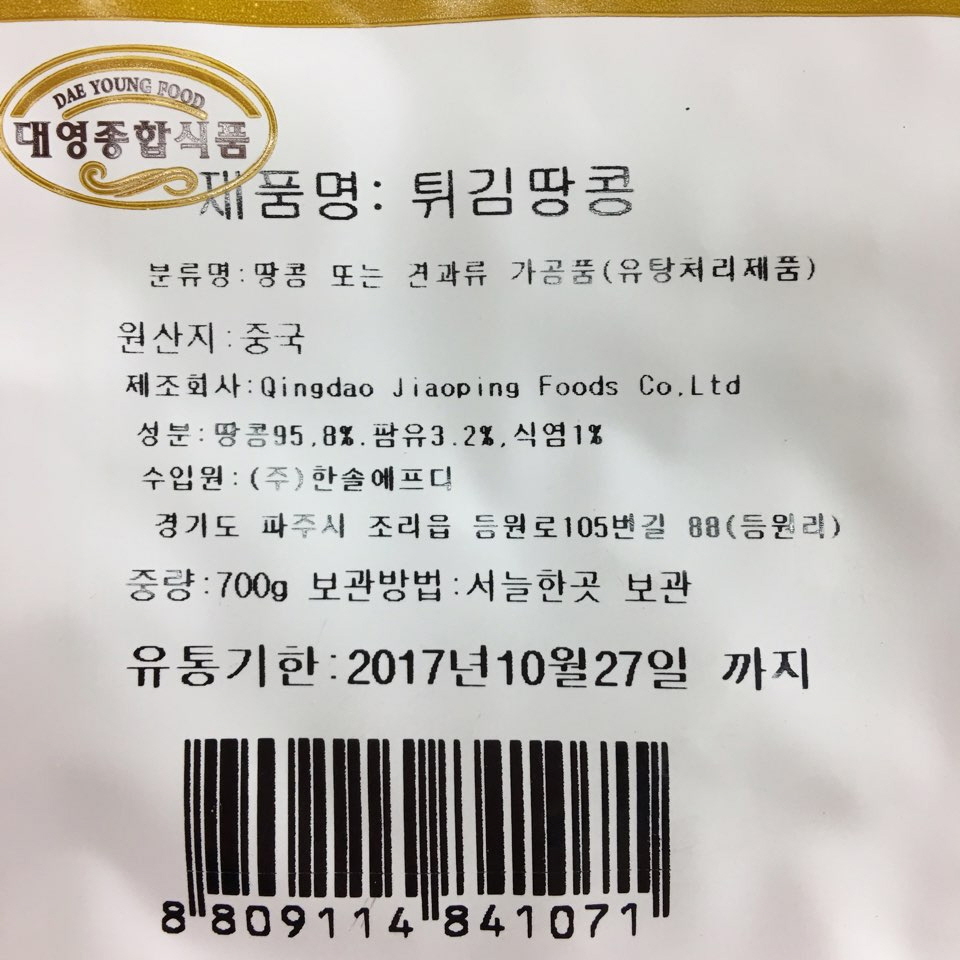 DAE YOUNG FOOD
대영종합식품
제품명: 튀김땅콩
분류명:땅콩 또는 견과류 가공품(유탕처리제품)
원산지:중국
제조회사:Qingdao Jiaoping Foods Co,Ltd
성분:땅콩95,8%.팜유3.2%,식염1%
수입원:(주)한솔에프디
경기도 파주시 조리읍 등원로105번길 88(등원리)
중량:700g 보관방법:서늘한곳 보관
유통기한:2017년10월27일 까지
8 809114 841071